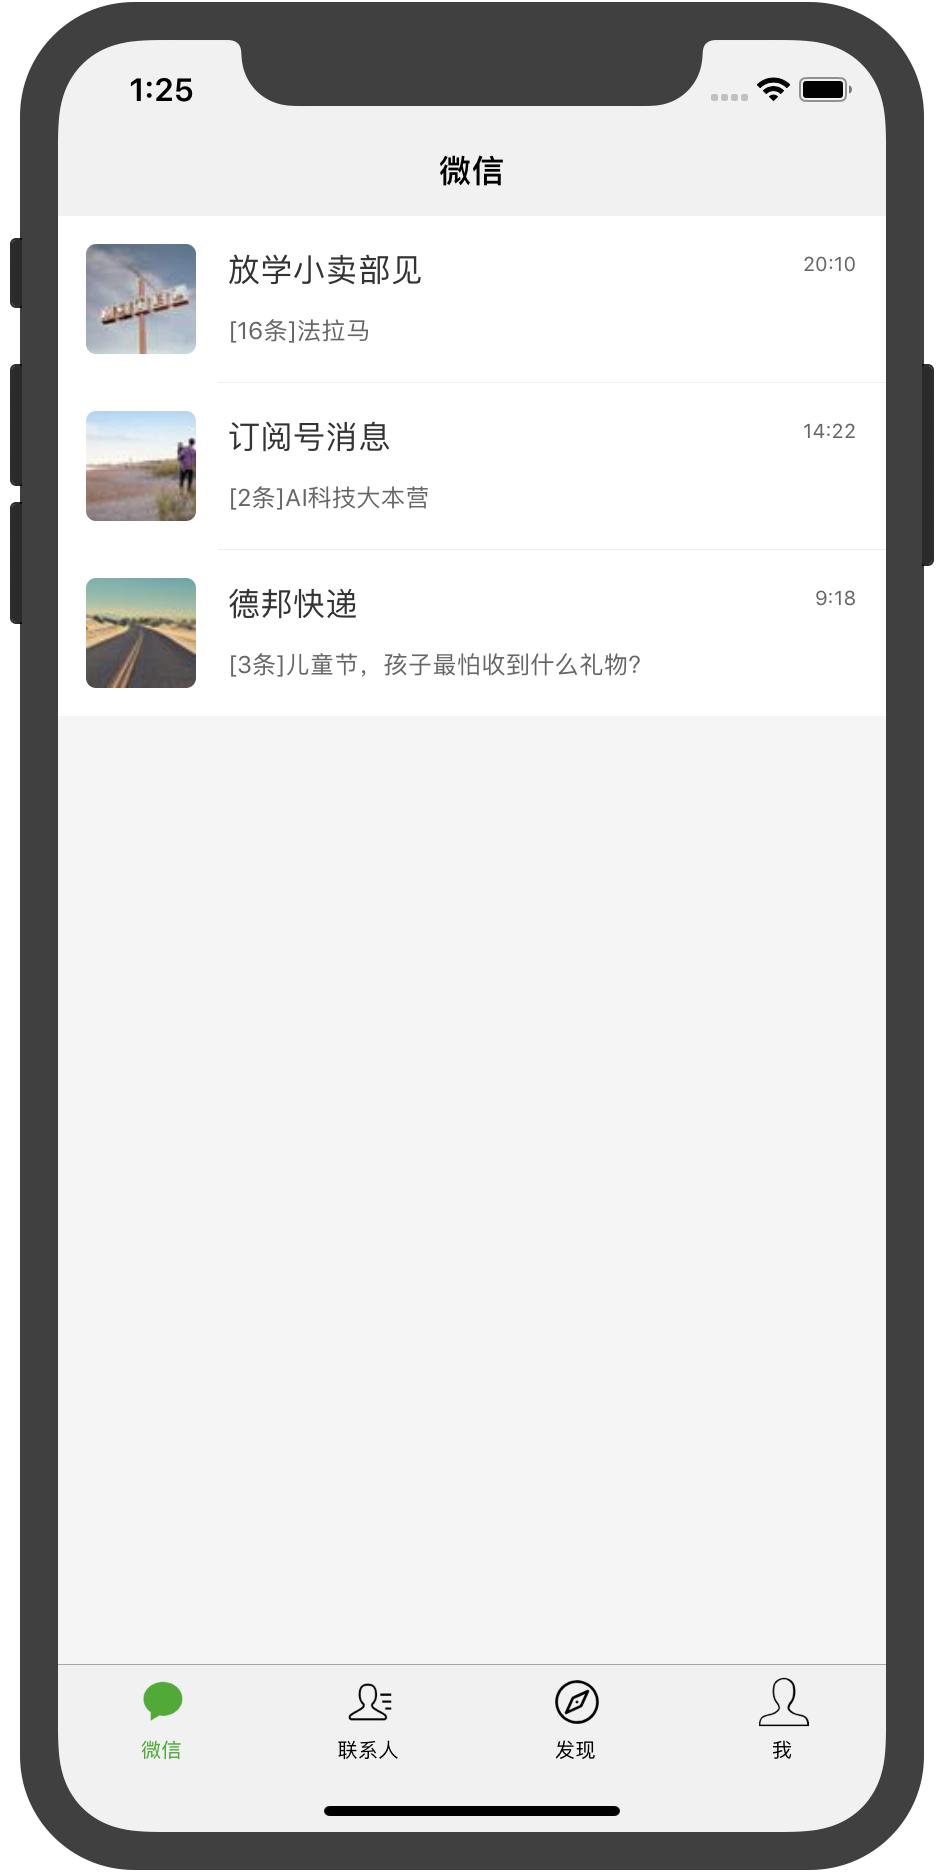 1:25
微信
放学小卖部见
20:10
[16条]法拉马
订阅号消息
14:22
[2条]AI科技大本营
德邦快递
9:18
[3条]儿童节，孩子最怕收到什么礼物?
微信
联系人
发现
我